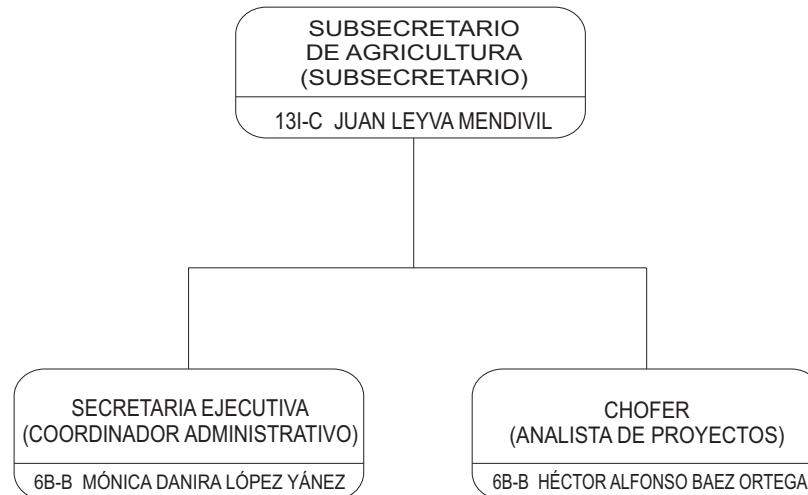 SUBSECRETARIO
DE AGRICULTURA
(SUBSECRETARIO)
13I-C JUAN LEYVA MENDIVIL
SECRETARIA EJECUTIVA
(COORDINADOR ADMINISTRATIVO)
6B-B MÓNICA DANIRA LÓPEZ YÁNEZ
CHOFER
(ANALISTA DE PROYECTOS)
6B-B HÉCTOR ALFONSO BAEZ ORTEGA